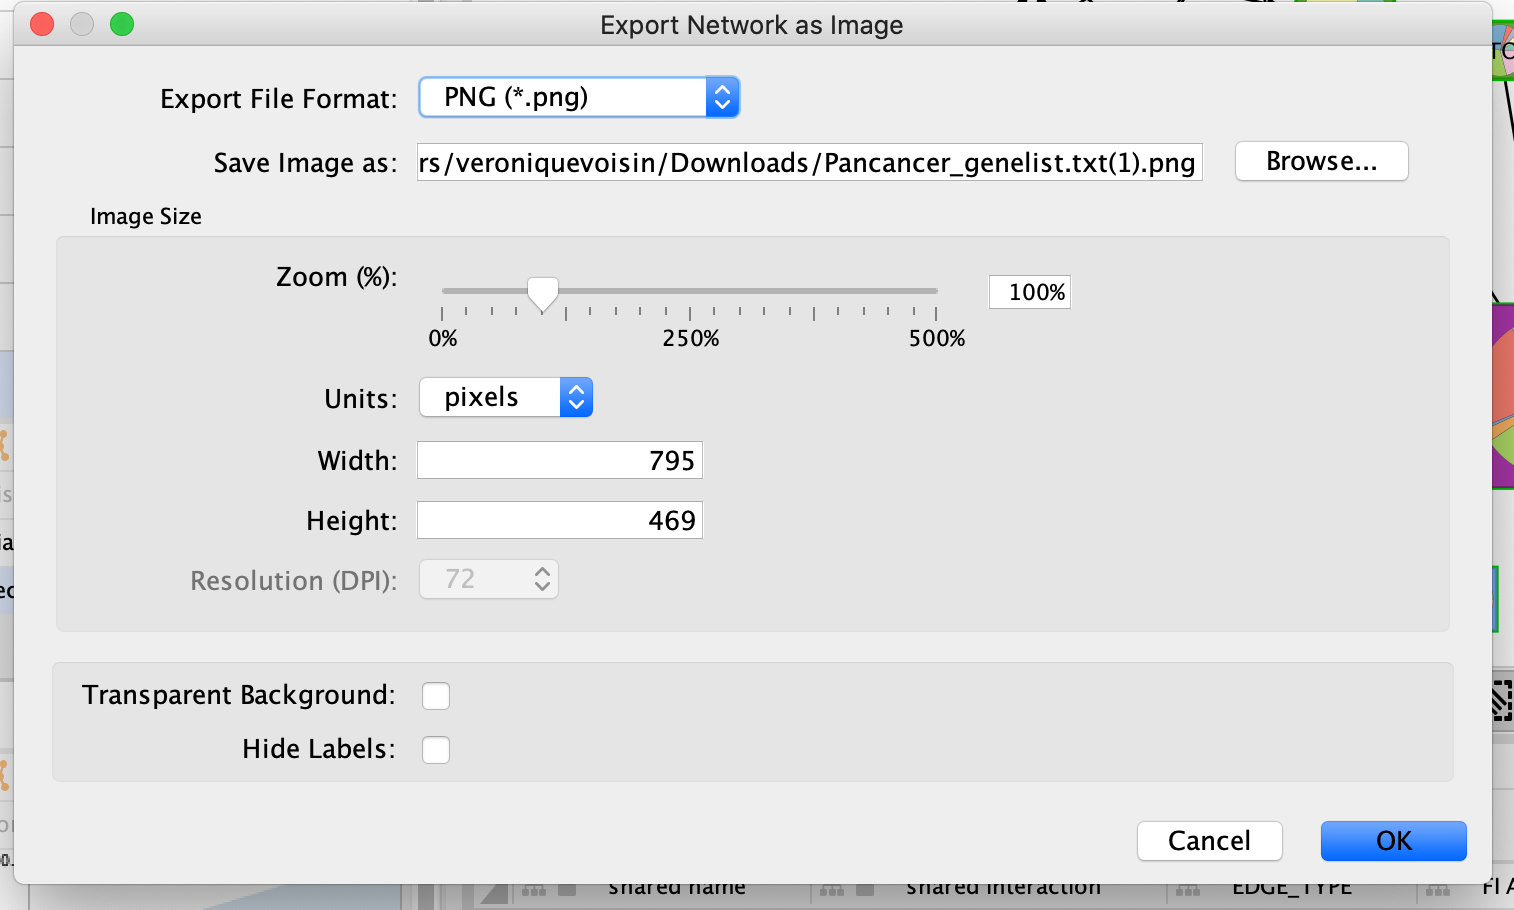 Export Network as Image
Export File Format: PNG (*.png)
Save Image as: rs/veroniquevoisin/Downloads/Pancancer_genelist.txt(1).png Browse...
Image Size
Zoom (%): 100%
0% 250% 500%
Units: pixels
Width: 795
Height: 469
Resolution (DPI): 72
Transparent Background:
Hide Labels:
Cancel OK
shared name shared interaction EDGE_TYPE FI A